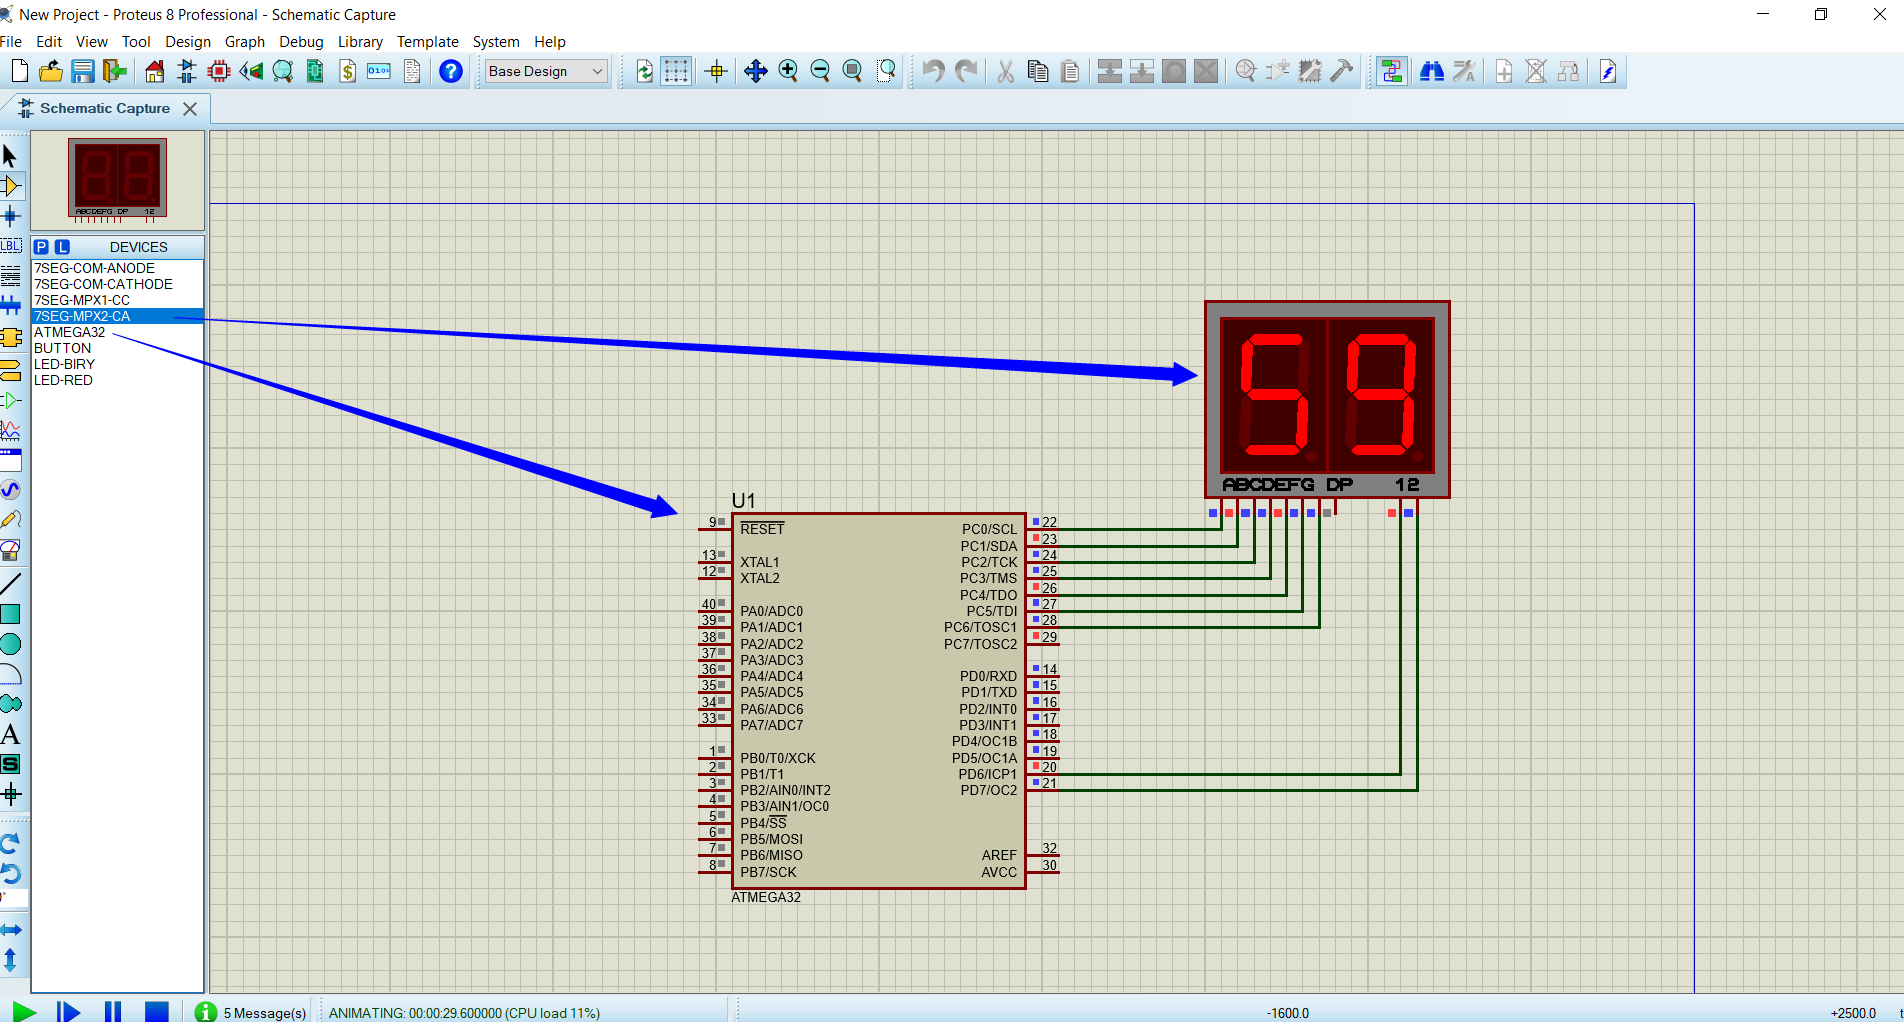 New Project - Proteus 8 Professional - Schematic Capture
File Edit View Tool Design Graph Debug Library Template System Help
Base Design
Schematic Capture
ABCDEFG DP 12
P L DEVICES
7SEG-COM-ANODE
7SEG-COM-CATHODE
7SEG-MPX1-CC
7SEG-MPX2-CA
ATMEGA32
BUTTON
LED-BIRY
LED-RED
LBL
A
S
59
ABCDEFG DP 12
U1
9 RESET PC0/SCL 22
PC1/SDA 23
13 XTAL1 PC2/TCK 24
12 XTAL2 PC3/TMS 25
PC4/TDO 26
40 PA0/ADC0 PC5/TDI 27
39 PA1/ADC1 PC6/TOSC1 28
38 PA2/ADC2 PC7/TOSC2 29
37 PA3/ADC3
36 PA4/ADC4 PD0/RXD 14
35 PA5/ADC5 PD1/TXD 15
34 PA6/ADC6 PD2/INT0 16
33 PA7/ADC7 PD3/INT1 17
PD4/OC1B 18
1 PB0/T0/XCK PD5/OC1A 19
2 PB1/T1 PD6/ICP1 20
3 PB2/AIN0/INT2 PD7/OC2 21
4 PB3/AIN1/OC0
5 PB4/SS
6 PB5/MOSI
7 PB6/MISO AREF 32
8 PB7/SCK AVCC 30
ATMEGA32
5 Message(s) ANIMATING: 00:00:29.600000 (CPU load 11%) -1600.0 +2500.0